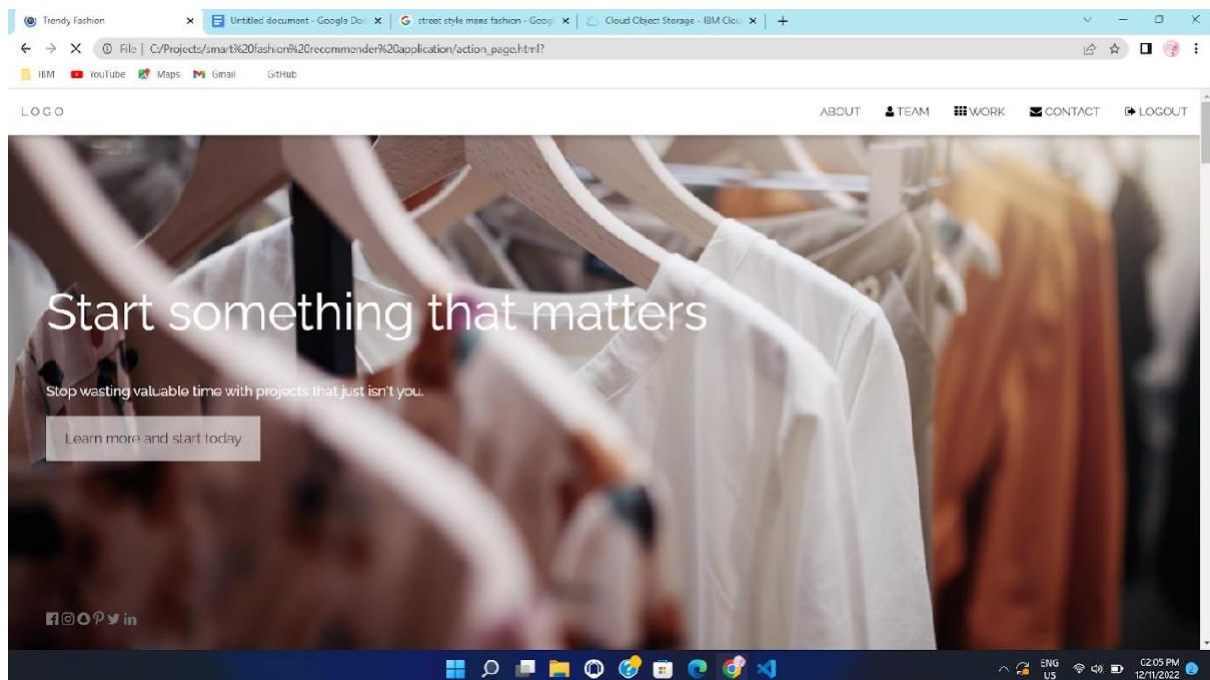 Trendy Fashion
Untitled document - Google Doc
street style mens fashion - Googl
Cloud Object Storage - IBM Clou
File | C:/Projects/smart%20fashion%20recommender%20application/action_page.html?
IBM YouTube Maps Gmail GitHub
LOGO ABOUT TEAM WORK CONTACT LOGOUT
Start something that matters
Stop wasting valuable time with projects that just isn't you.
Learn more and start today
ENG
US
02:05 PM
12/11/2022